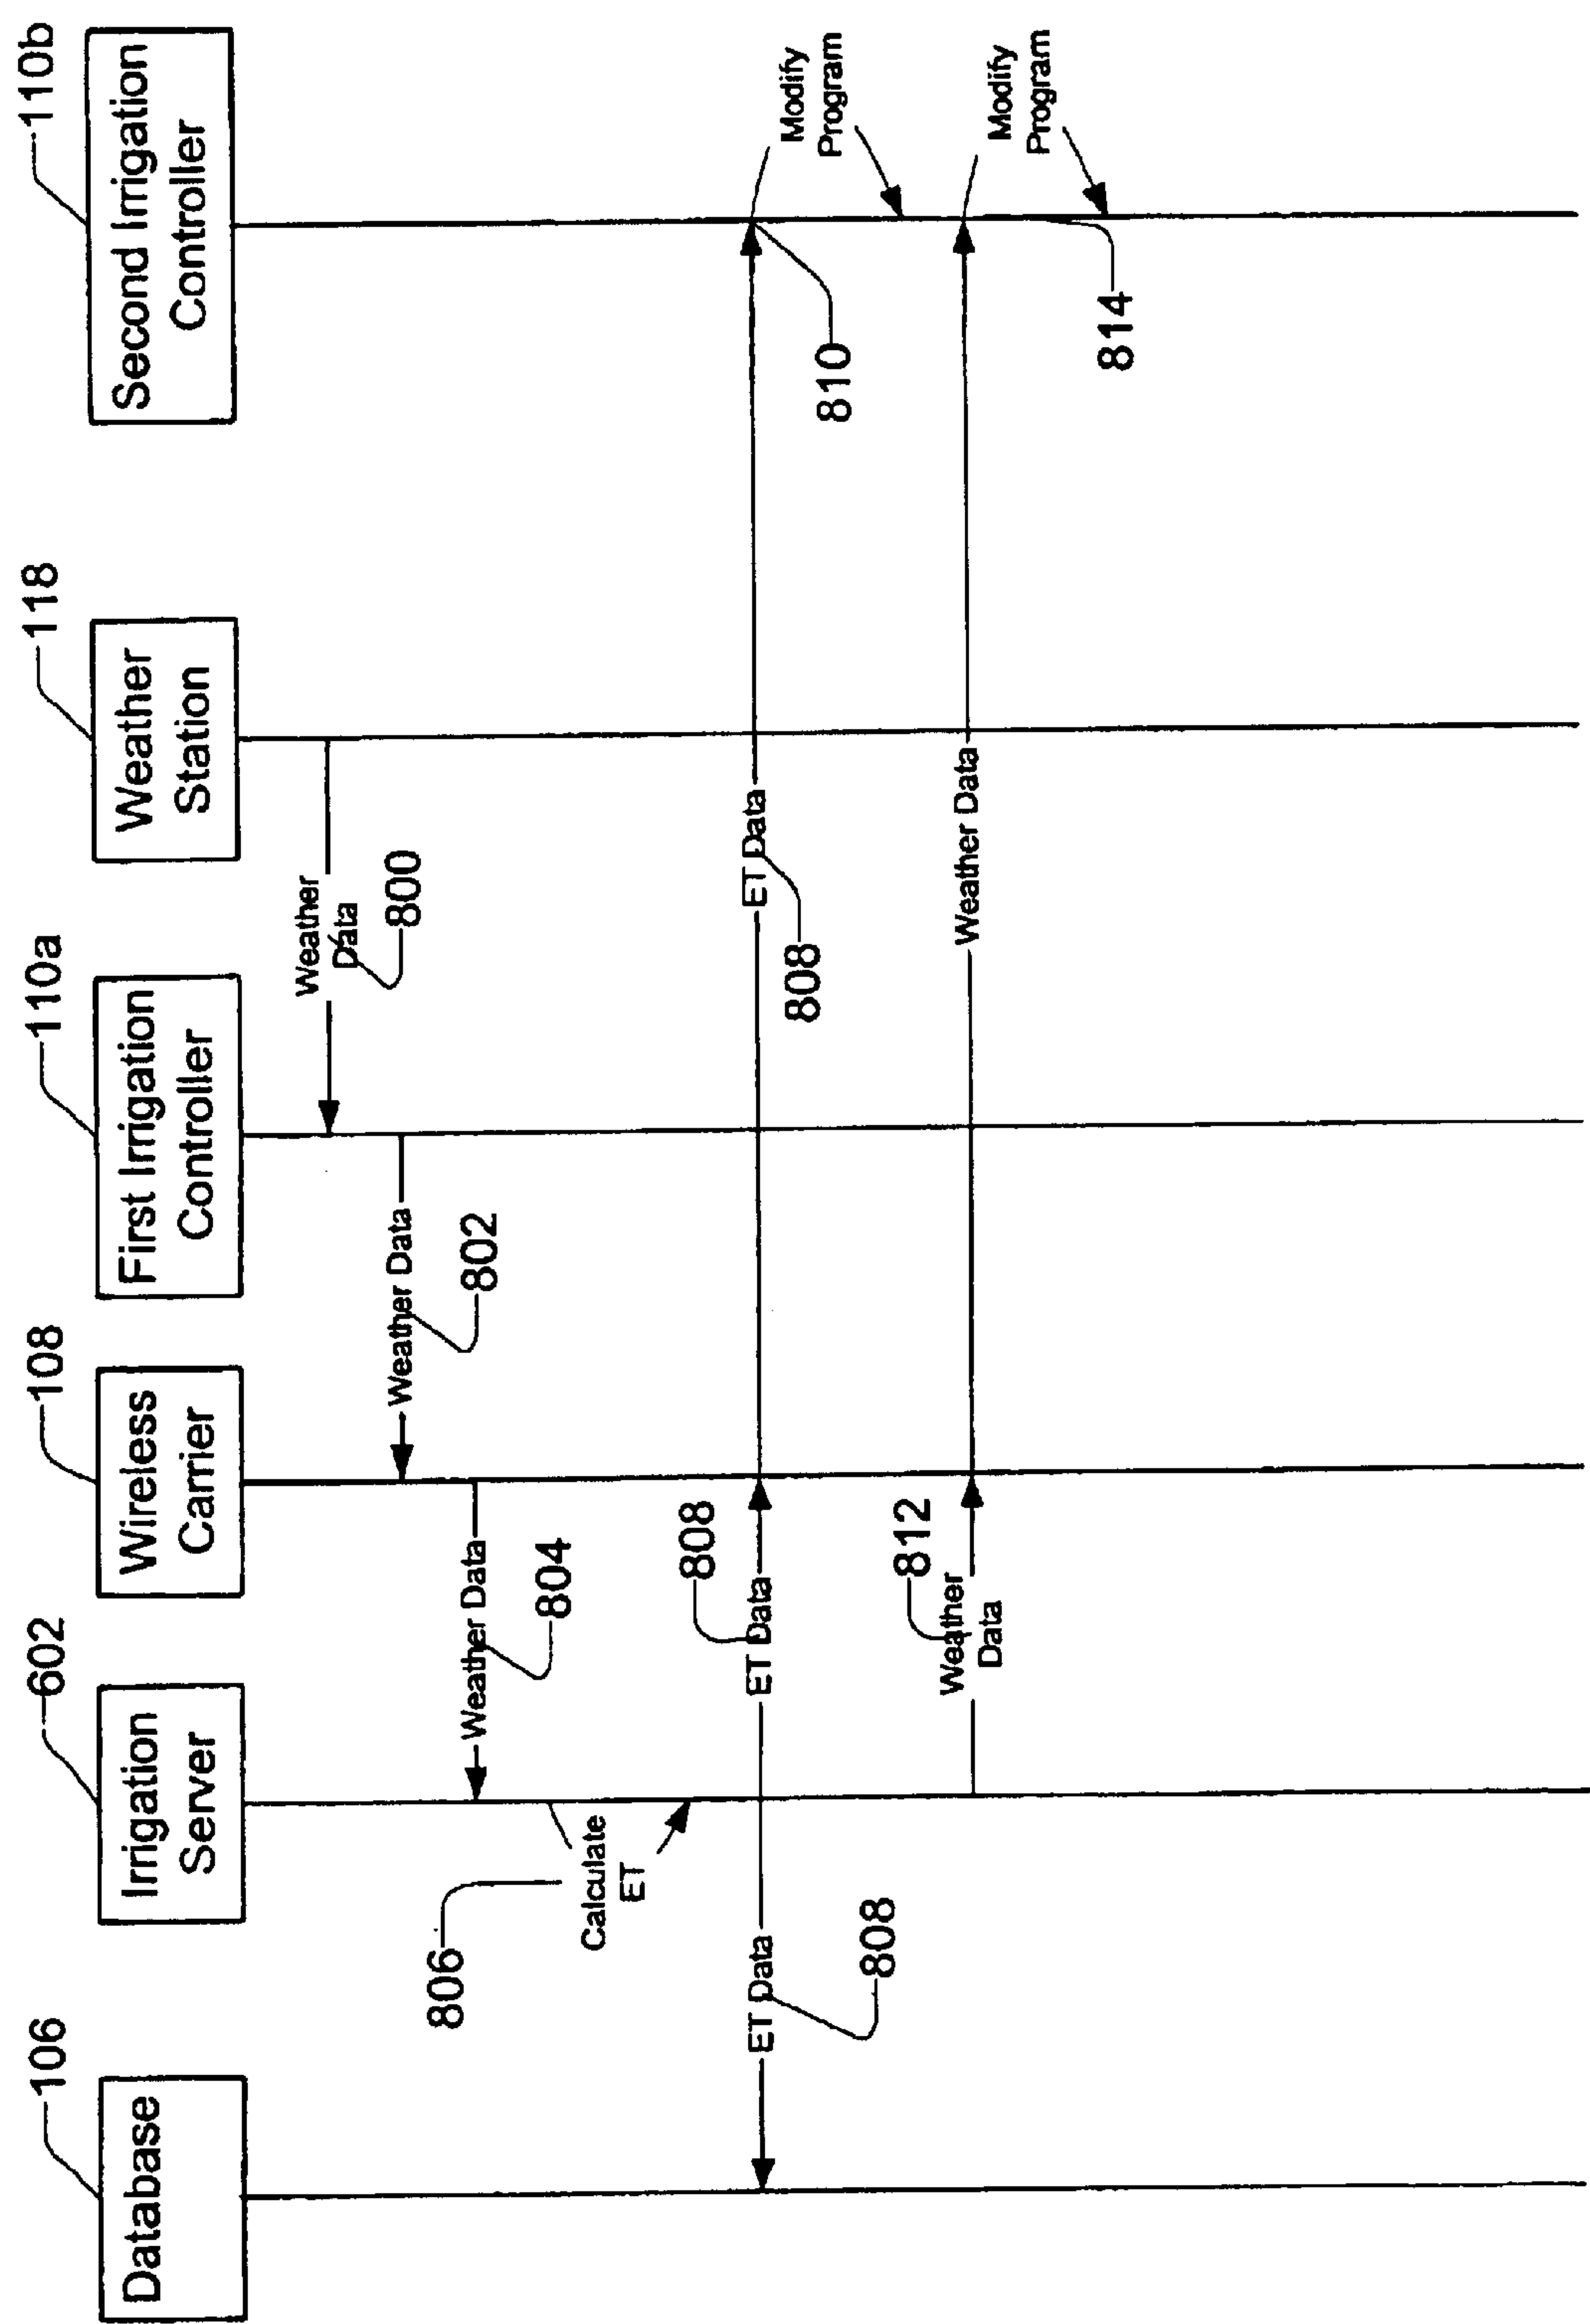 106
Database
602
Irrigation
Server
108
Wireless
Carrier
110a
First Irrigation
Controller
118
Weather
Station
110b
Second Irrigation
Controller
Weather
Data
800
Weather Data
802
Weather Data
804
806
Calculate
ET
ET Data
808
ET Data
808
ET Data
808
810
Modify
Program
812
Weather
Data
Weather Data
814
Modify
Program